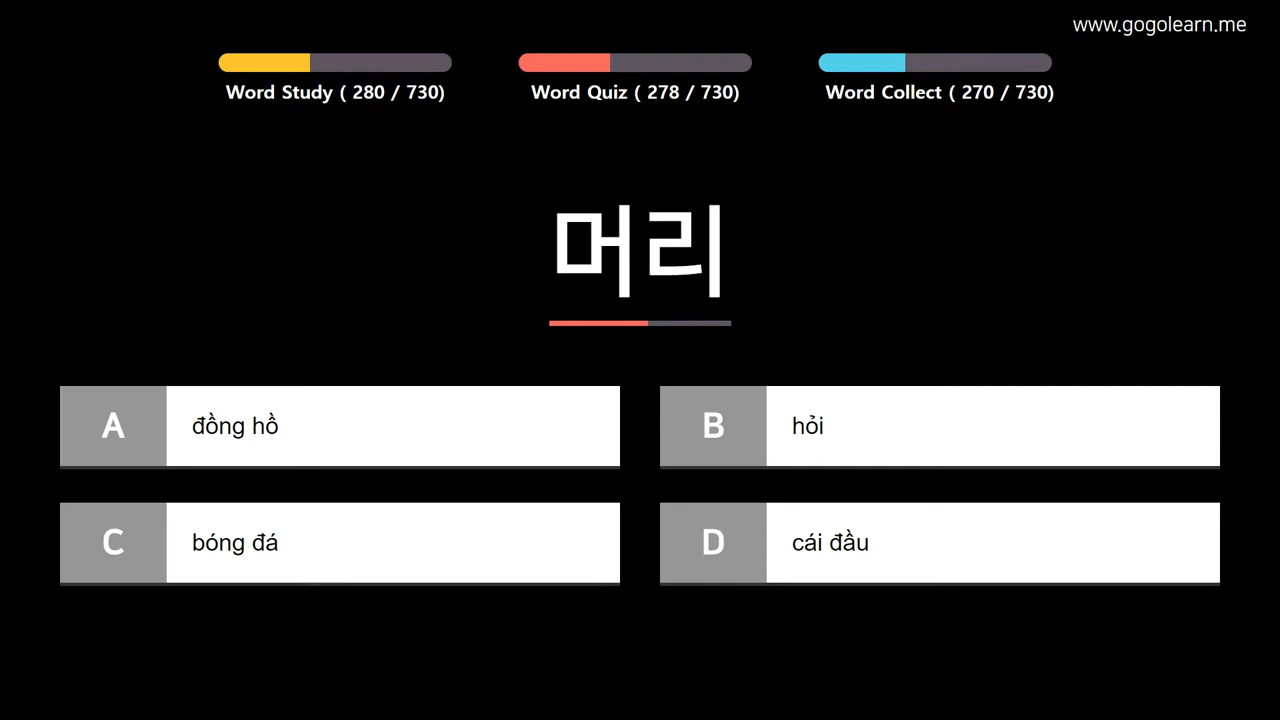 www.gogolearn.me
Word Study ( 280 / 730)
Word Quiz ( 278 / 730)
Word Collect ( 270 / 730)
머리
A
đồng hồ
B
hỏi
C
bóng đá
D
cái đầu